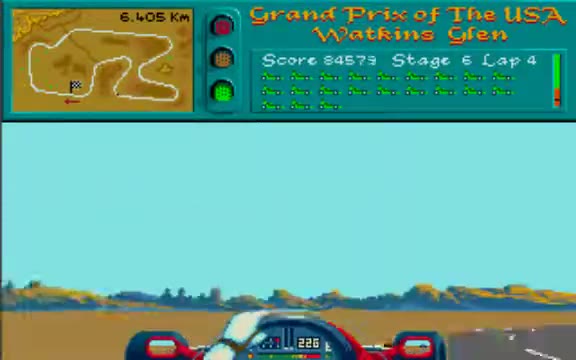 6.405 Km
Grand Prix of The USA
Watkins Glen
Score 84579 Stage 6 Lap 4
226